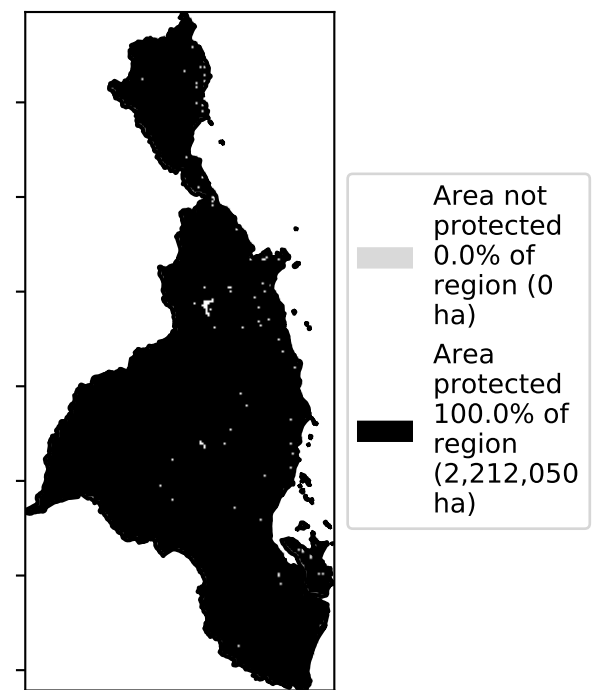 Area not
protected
0.0% of
region (0
ha)
Area
protected
100.0% of
region
(2,212,050
ha)